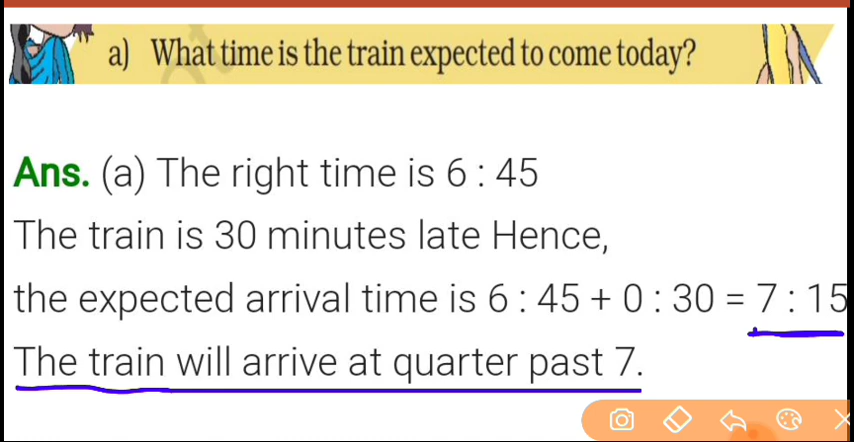 a) What time is the train expected to come today?
Ans. (a) The right time is 6 : 45
The train is 30 minutes late Hence,
the expected arrival time is 6 : 45 + 0 : 30 = 7 : 15
The train will arrive at quarter past 7.